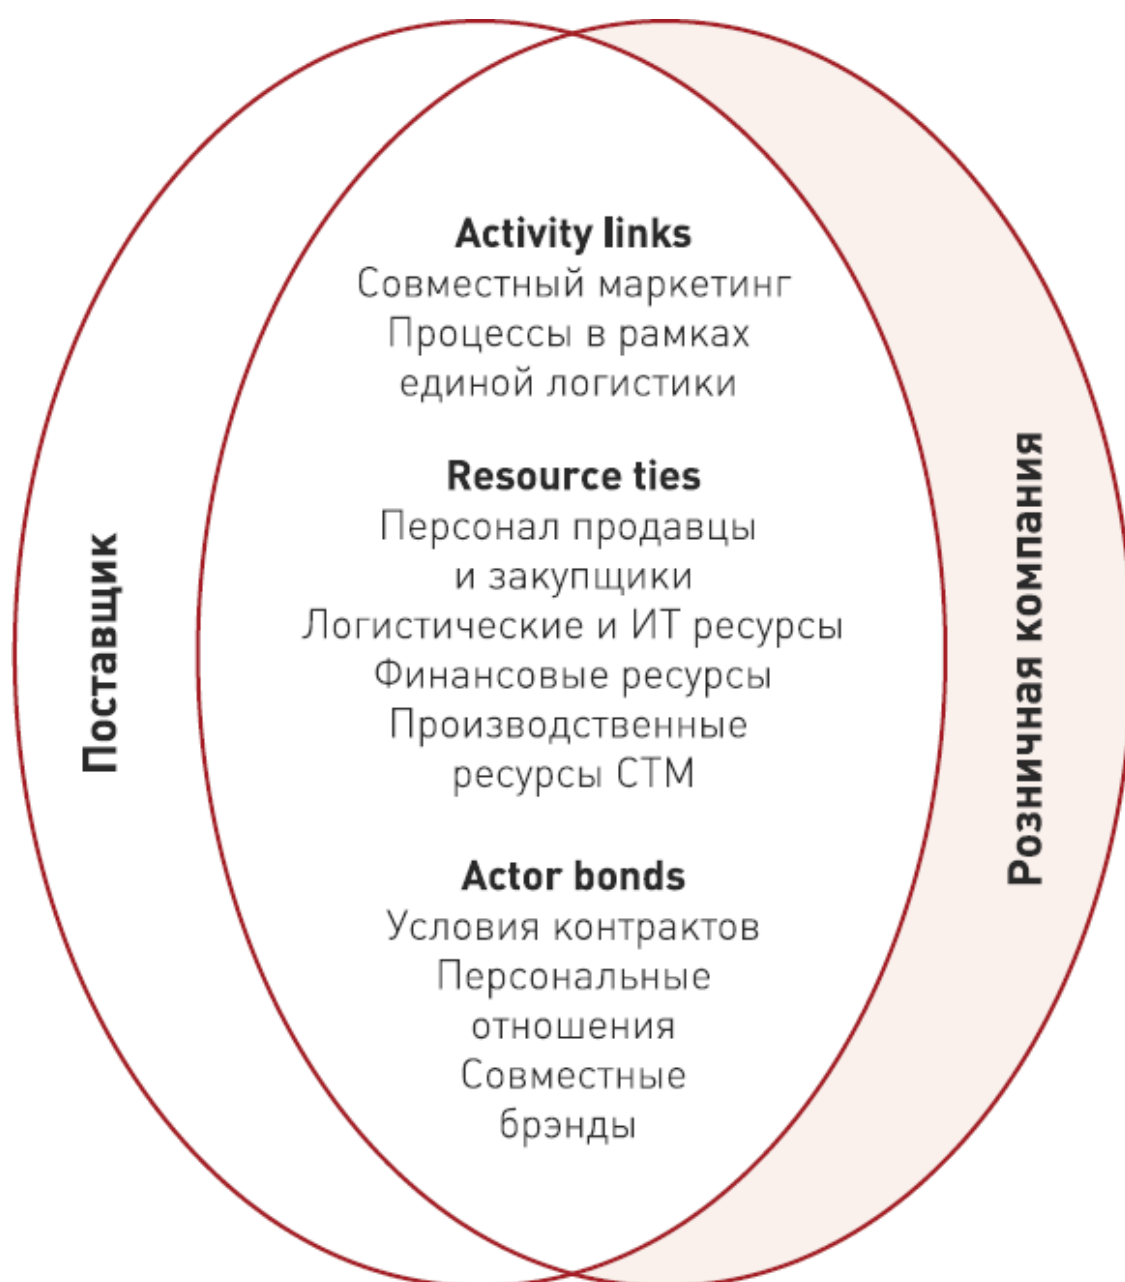 Activity links
Совместный маркетинг
Процессы в рамках
единой логистики
Resource ties
Персонал продавцы
и закупщики
Логистические и ИТ ресурсы
Финансовые ресурсы
Производственные
ресурсы СТМ
Actor bonds
Условия контрактов
Персональные
отношения
Совместные
брэнды
Поставщик
Розничная компания